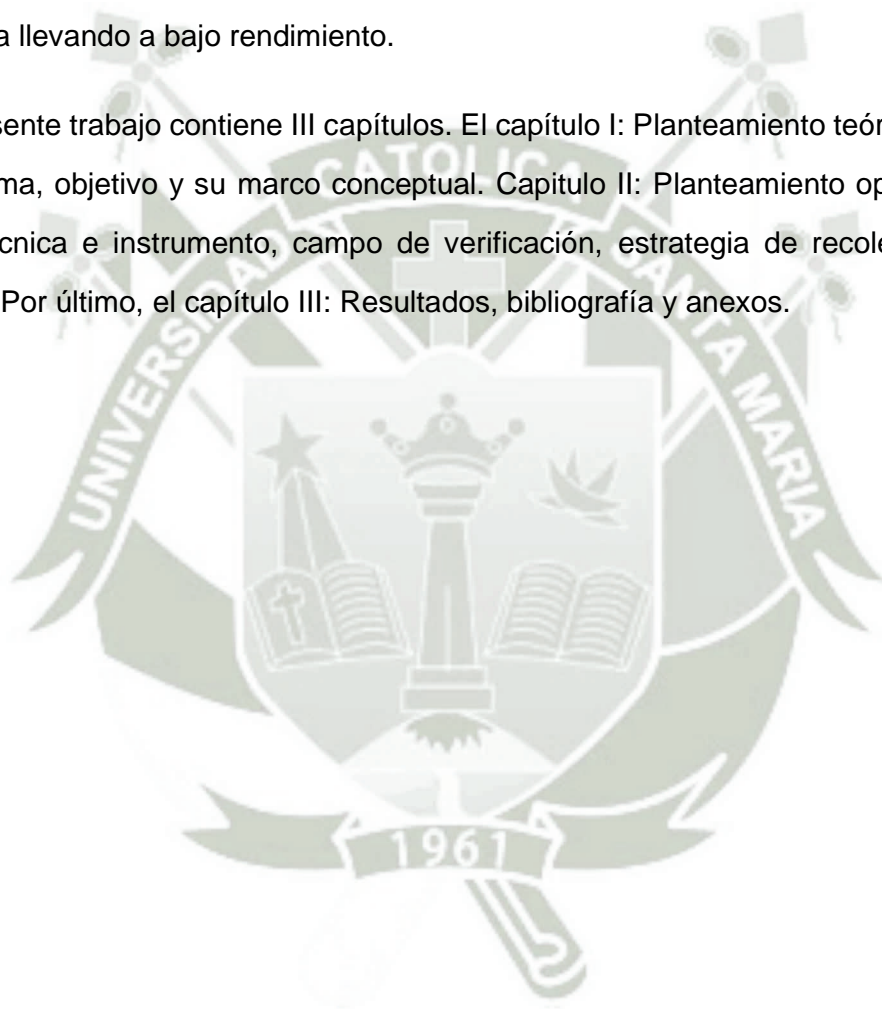 a llevando a bajo rendimiento.
sente trabajo contiene III capítulos. El capítulo I: Planteamiento teór
ma, objetivo y su marco conceptual. Capitulo II: Planteamiento op
cnica e instrumento, campo de verificación, estrategia de recole
Por último, el capítulo III: Resultados, bibliografía y anexos.
UNIVERSIDAD CATOLICA SANTA MARIA
1961